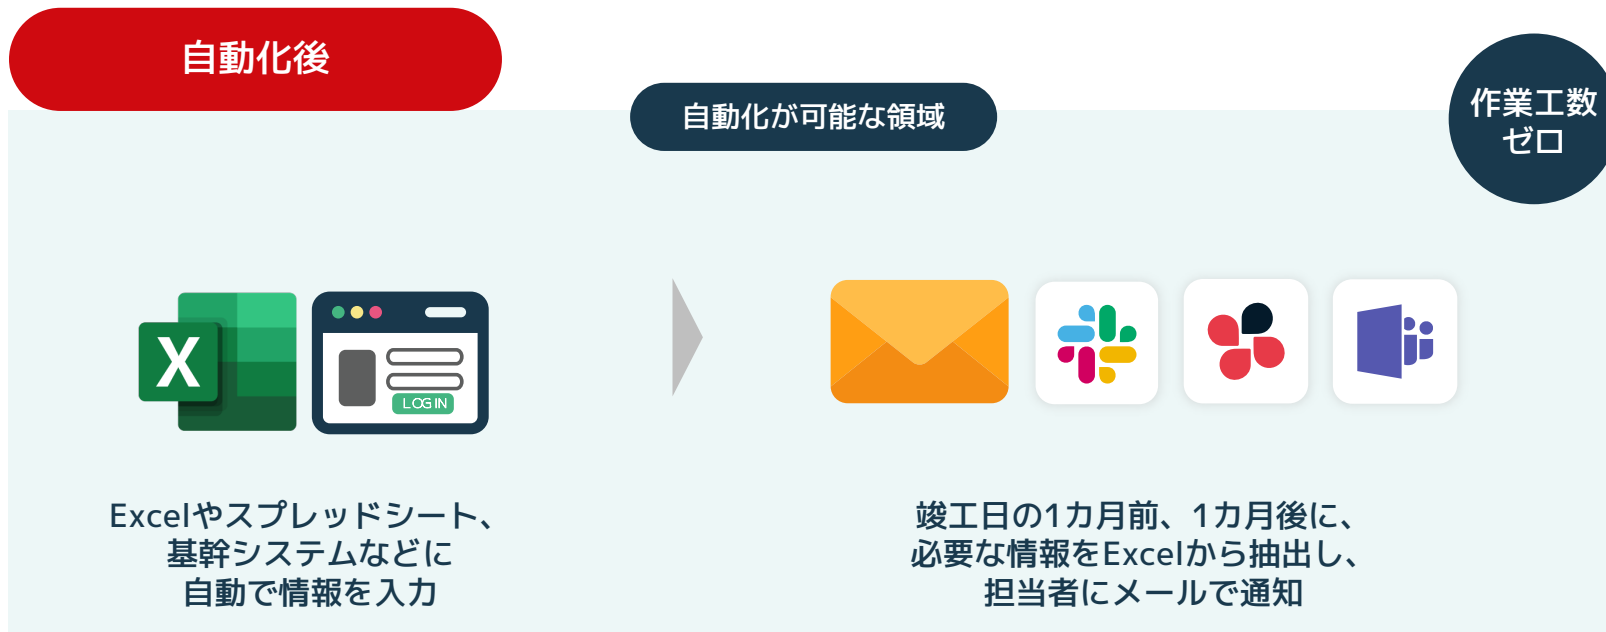 自動化後
自動化が可能な領域
作業工数
ゼロ
X
LOGIN
Excelやスプレッドシート、
基幹システムなどに
自動で情報を入力
竣工日の1カ月前、1カ月後に、
必要な情報をExcelから抽出し、
担当者にメールで通知